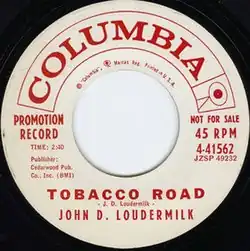 COLUMBIA
® "Columbia", Marcas Reg. Printed in U.S.A.
PROMOTION
RECORD
TIME: 2:40
Publisher:
Cedarwood Pub.
Co., Inc. (BMI)
NOT FOR SALE
45 RPM
4-41562
JZSP 49232
TOBACCO ROAD
- J. D. Loudermilk -
JOHN D. LOUDERMILK